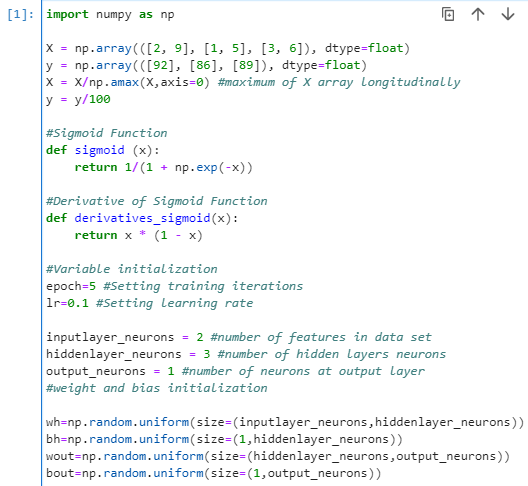 [1]: import numpy as np
X = np.array(([2, 9], [1, 5], [3, 6]), dtype=float)
y = np.array(([92], [86], [89]), dtype=float)
X = X/np.amax(X,axis=0) #maximum of X array longitudinally
y = y/100
#Sigmoid Function
def sigmoid (x):
    return 1/(1 + np.exp(-x))
#Derivative of Sigmoid Function
def derivatives_sigmoid(x):
    return x * (1 - x)
#Variable initialization
epoch=5 #Setting training iterations
lr=0.1 #Setting learning rate
inputlayer_neurons = 2 #number of features in data set
hiddenlayer_neurons = 3 #number of hidden layers neurons
output_neurons = 1 #number of neurons at output layer
#weight and bias initialization
wh=np.random.uniform(size=(inputlayer_neurons,hiddenlayer_neurons))
bh=np.random.uniform(size=(1,hiddenlayer_neurons))
wout=np.random.uniform(size=(hiddenlayer_neurons,output_neurons))
bout=np.random.uniform(size=(1,output_neurons))